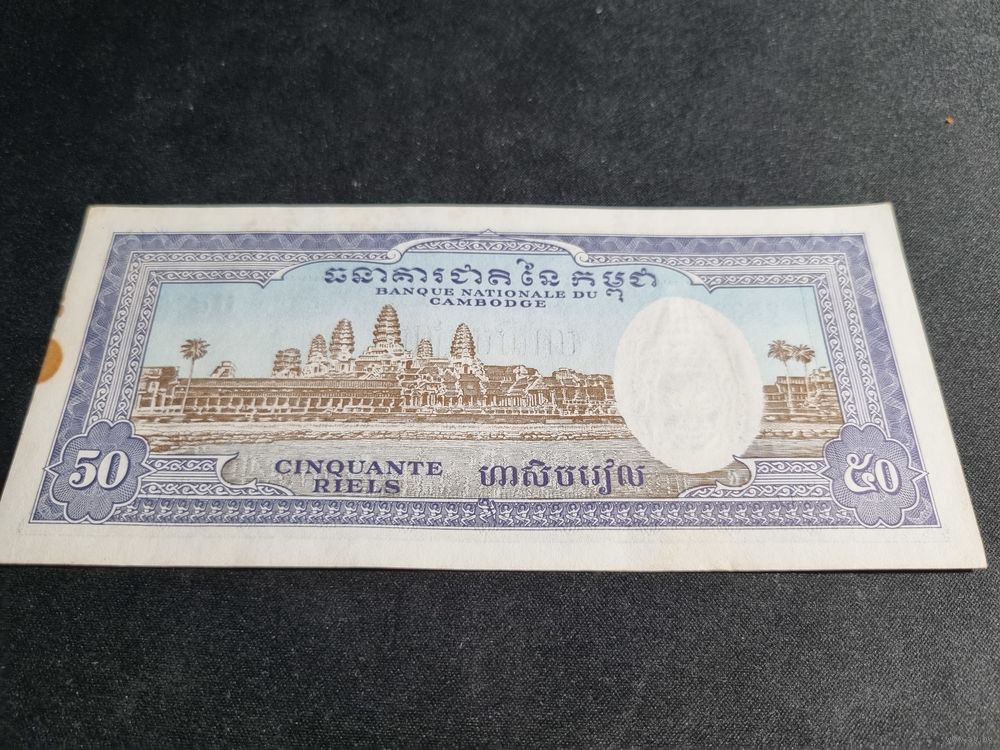 ធនាគារជាតិនៃកម្ពុជា
BANQUE NATIONALE DU
CAMBODGE
50
CINQUANTE
RIELS
ហាសិបរៀល
៥០